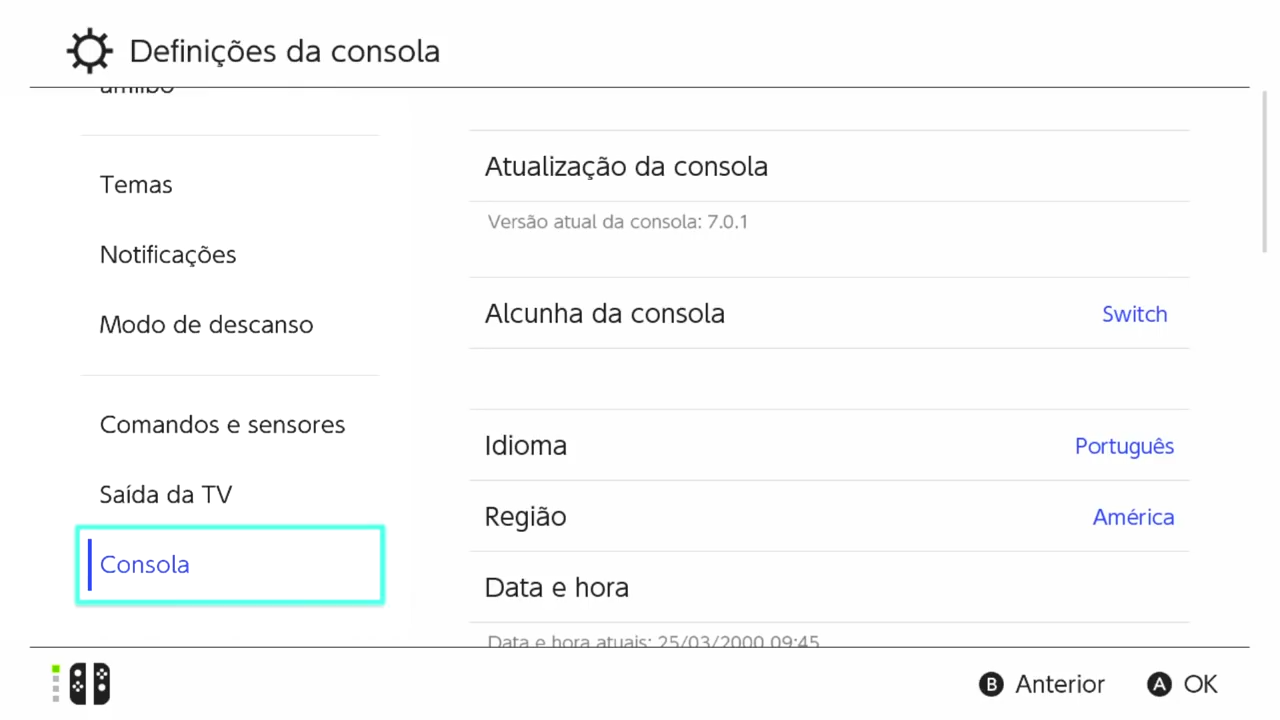 Definições da consola
amiibo
Temas
Notificações
Modo de descanso
Comandos e sensores
Saída da TV
Consola
Atualização da consola
Versão atual da consola: 7.0.1
Alcunha da consola Switch
Idioma Português
Região América
Data e hora
Data e hora atuais: 25/03/2000 09:45
B Anterior A OK